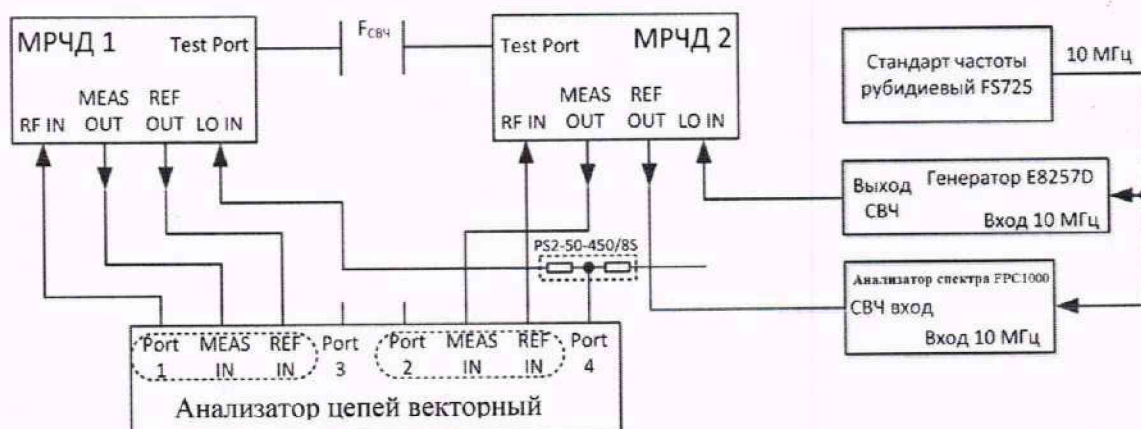 МРЧД 1
Test Port
MEAS REF
RF IN OUT OUT LO IN
FСВЧ
Test Port
МРЧД 2
MEAS REF
RF IN OUT OUT LO IN
Стандарт частоты
рубидиевый FS725
10 МГц
Выход
СВЧ
Генератор E8257D
Вход 10 МГц
PS2-50-450/8S
Анализатор спектра FPC1000
СВЧ вход
Вход 10 МГц
Port MEAS REF Port Port MEAS REF Port
1 IN IN 3 2 IN IN 4
Анализатор цепей векторный